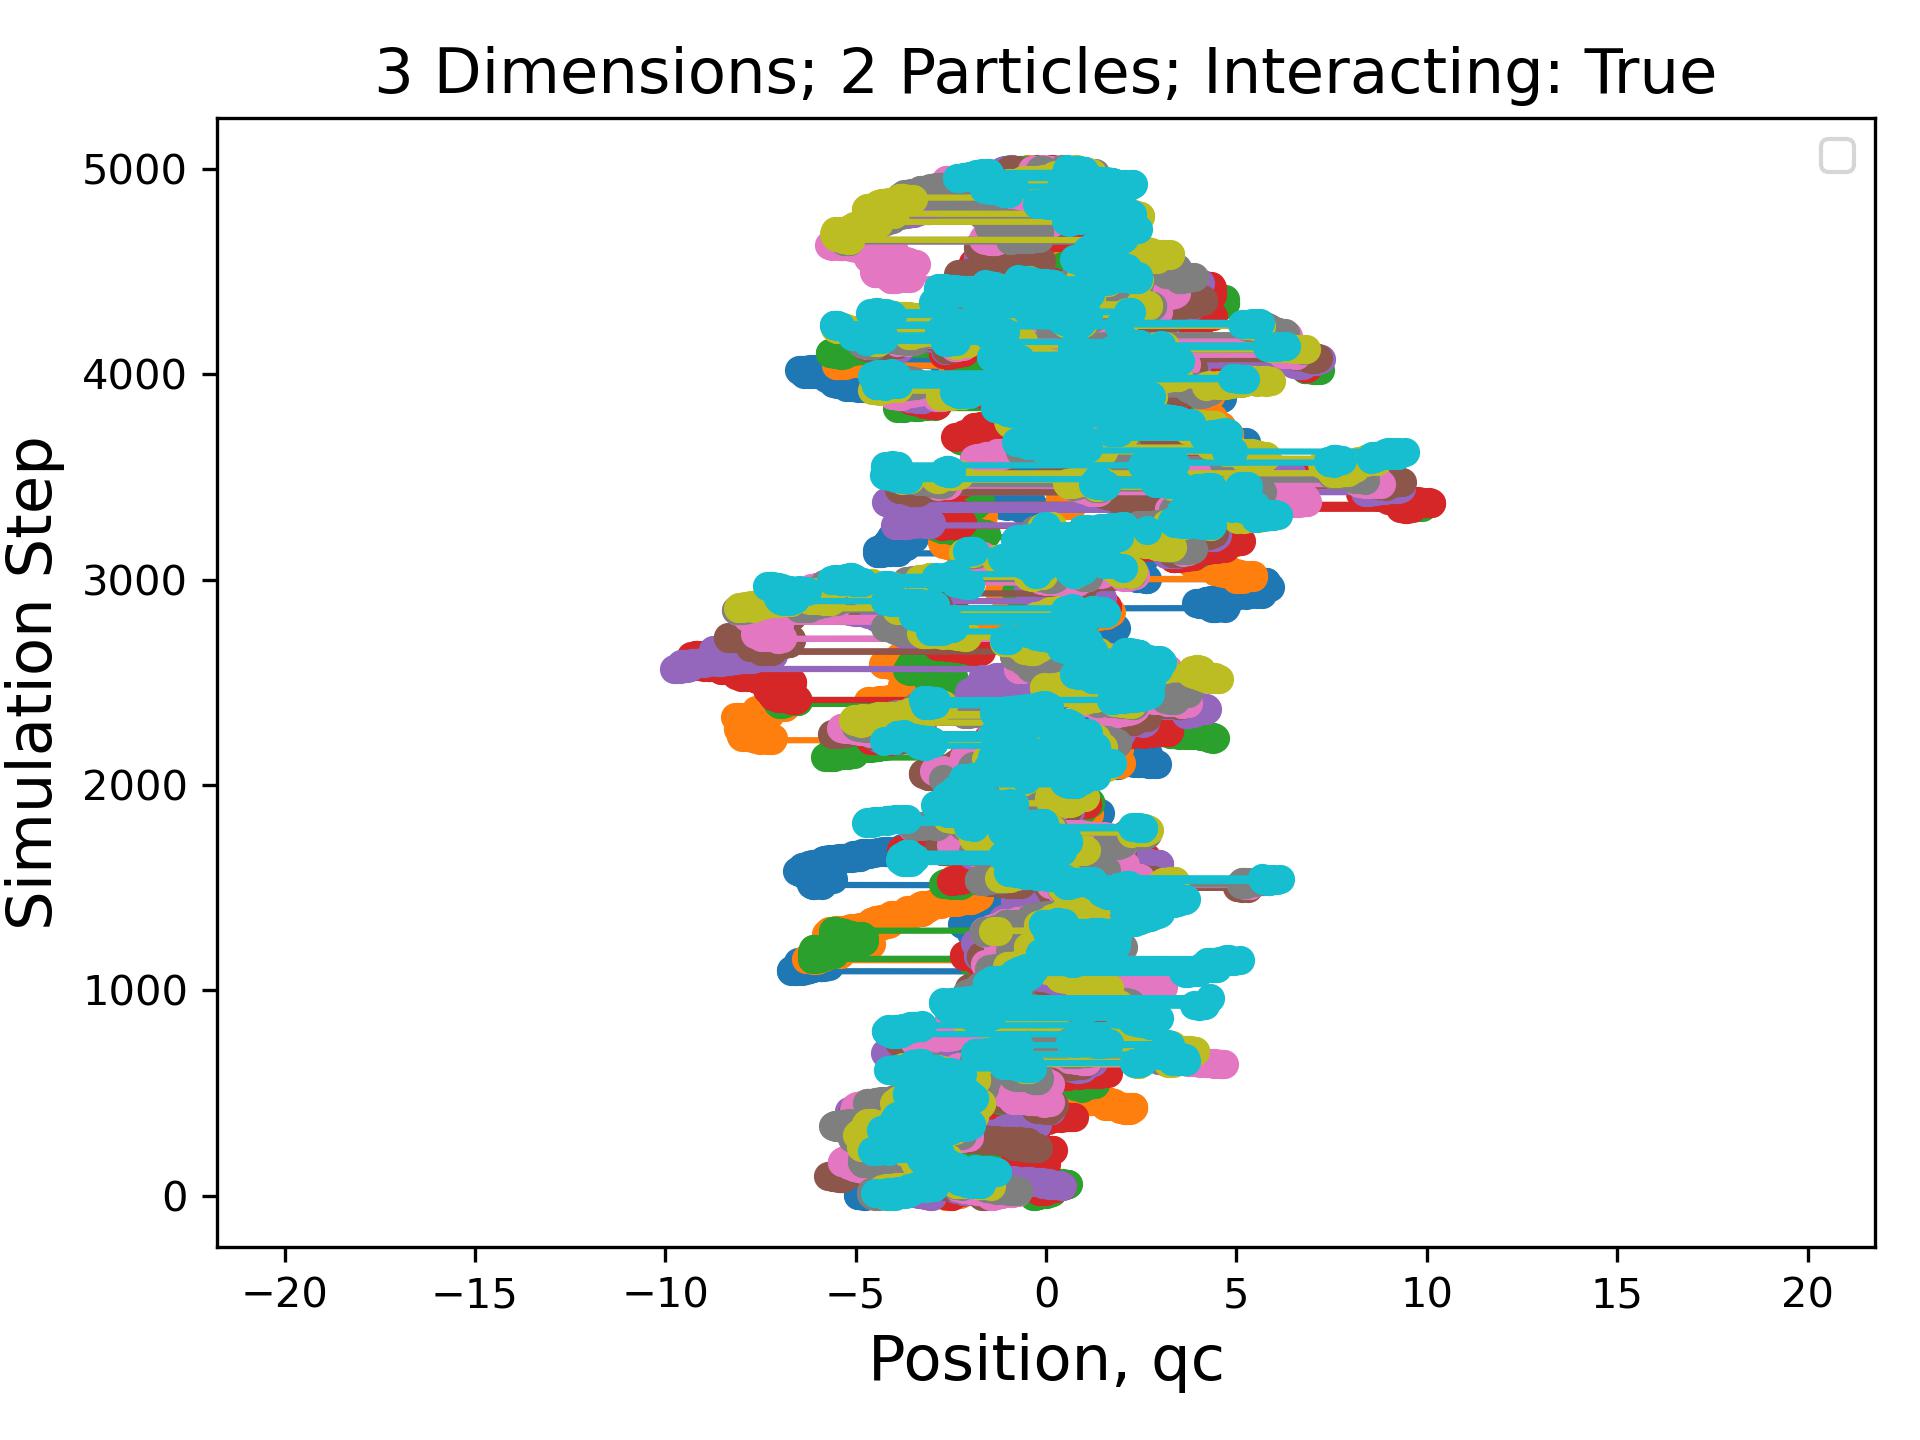 3 Dimensions; 2 Particles; Interacting: True
Simulation Step
5000
4000
3000
2000
1000
0
−20 −15 −10 −5 0 5 10 15 20
Position, qc